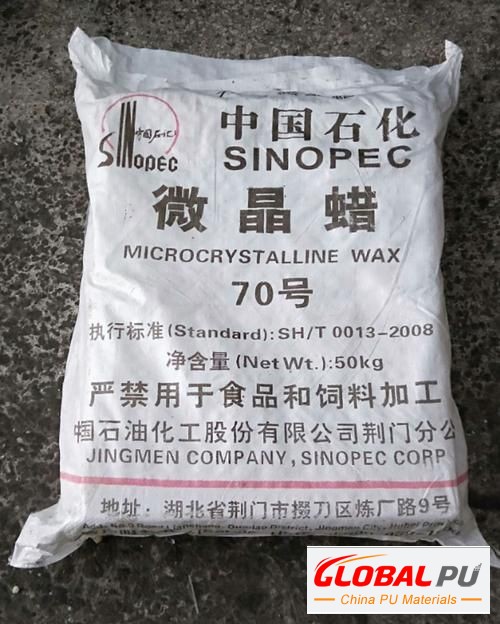 中国石化
SINOPEC
中国石化
SINOPEC
微晶蜡
MICROCRYSTALLINE WAX
70号
执行标准(Standard):SH/T 0013-2008
净含量(Net Wt.):50kg
严禁用于食品和饲料加工
国石油化工股份有限公司荆门分公
JINGMEN COMPANY, SINOPEC CORP
地址: 湖北省荆门市掇刀区炼厂路9号
GLOBAL PU
China PU Materials